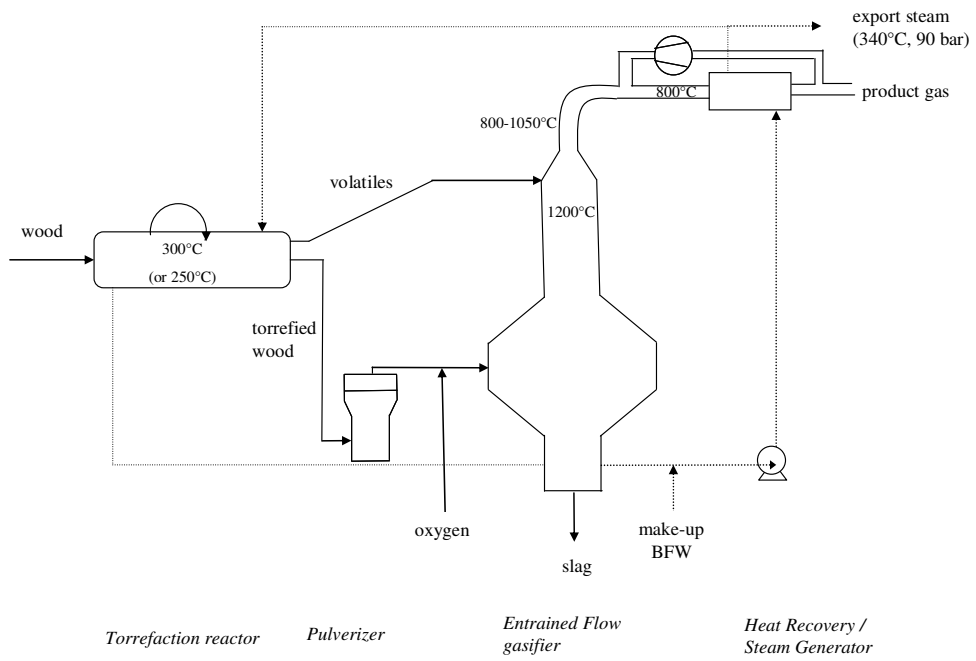 export steam
(340°C, 90 bar)
800°C
product gas
800-1050°C
volatiles
1200°C
wood
300°C
(or 250°C)
torrefied
wood
oxygen
make-up
BFW
slag
Torrefaction reactor
Pulverizer
Entrained Flow
gasifier
Heat Recovery /
Steam Generator